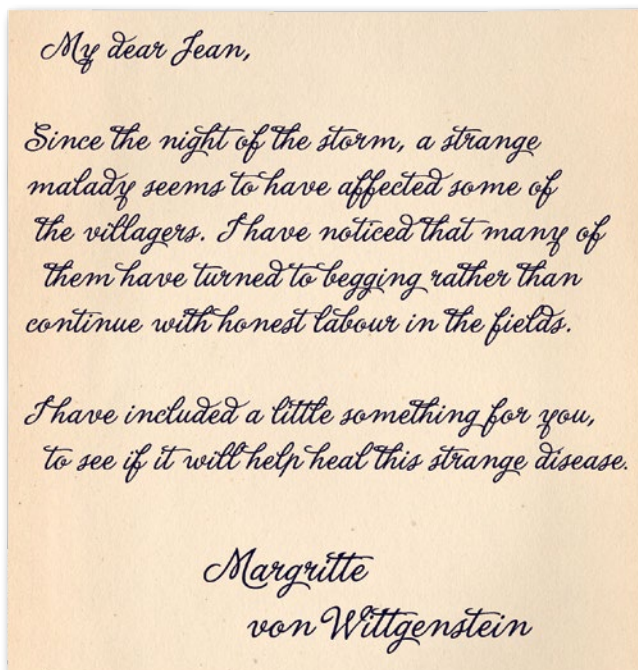 My dear Jean,
Since the night of the storm, a strange
malady seems to have affected some of
the villagers. I have noticed that many of
them have turned to begging rather than
continue with honest labour in the fields.
I have included a little something for you,
to see if it will help heal this strange disease.
Margritte
von Wittgenstein